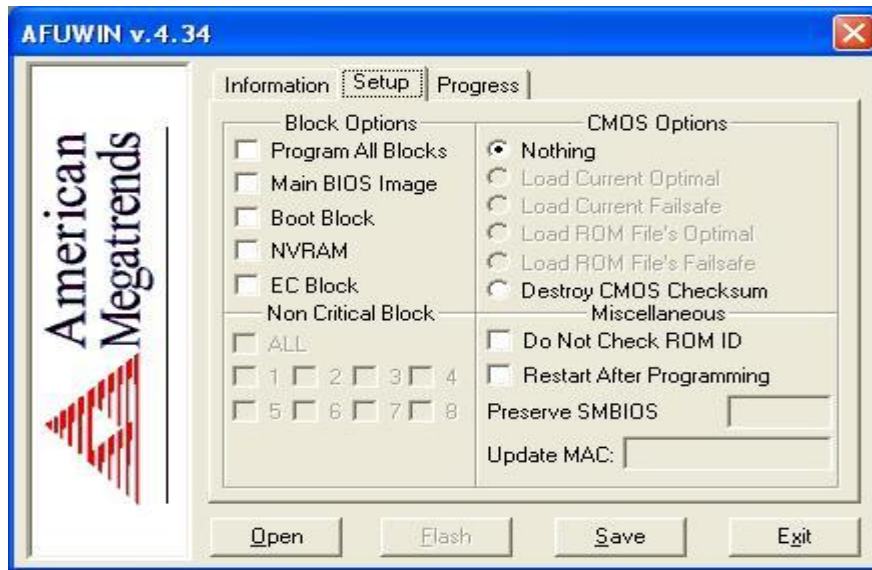 AFUWIN v.4.34
American
Megatrends
Information Setup Progress
Block Options
Program All Blocks
Main BIOS Image
Boot Block
NVRAM
EC Block
Non Critical Block
ALL
1 2 3 4
5 6 7 8
CMOS Options
Nothing
Load Current Optimal
Load Current Failsafe
Load ROM File's Optimal
Load ROM File's Failsafe
Destroy CMOS Checksum
Miscellaneous
Do Not Check ROM ID
Restart After Programming
Preserve SMBIOS
Update MAC:
Open Flash Save Exit